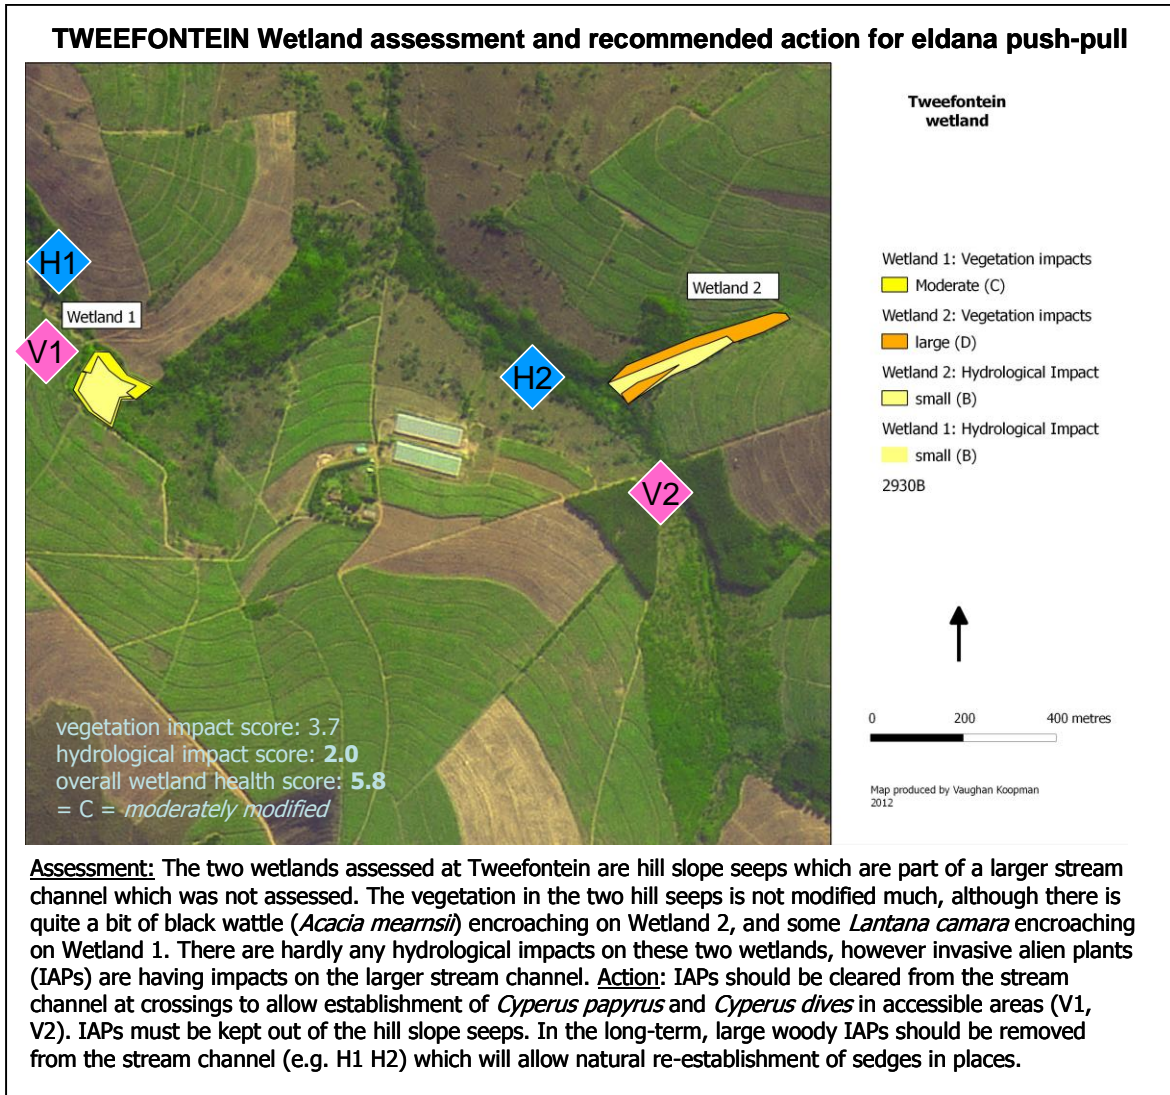 TWEEFONTEIN Wetland assessment and recommended action for eldana push-pull
Tweefontein
wetland
H1
Wetland 1
V1
Wetland 2
H2
V2
Wetland 1: Vegetation impacts
Moderate (C)
Wetland 2: Vegetation impacts
large (D)
Wetland 2: Hydrological Impact
small (B)
Wetland 1: Hydrological Impact
small (B)
2930B
0 200 400 metres
Map produced by Vaughan Koopman
2012
vegetation impact score: 3.7
hydrological impact score: 2.0
overall wetland health score: 5.8
= C = moderately modified
Assessment: The two wetlands assessed at Tweefontein are hill slope seeps which are part of a larger stream
channel which was not assessed. The vegetation in the two hill seeps is not modified much, although there is
quite a bit of black wattle (Acacia mearnsii) encroaching on Wetland 2, and some Lantana camara encroaching
on Wetland 1. There are hardly any hydrological impacts on these two wetlands, however invasive alien plants
(IAPs) are having impacts on the larger stream channel. Action: IAPs should be cleared from the stream
channel at crossings to allow establishment of Cyperus papyrus and Cyperus dives in accessible areas (V1,
V2). IAPs must be kept out of the hill slope seeps. In the long-term, large woody IAPs should be removed
from the stream channel (e.g. H1 H2) which will allow natural re-establishment of sedges in places.